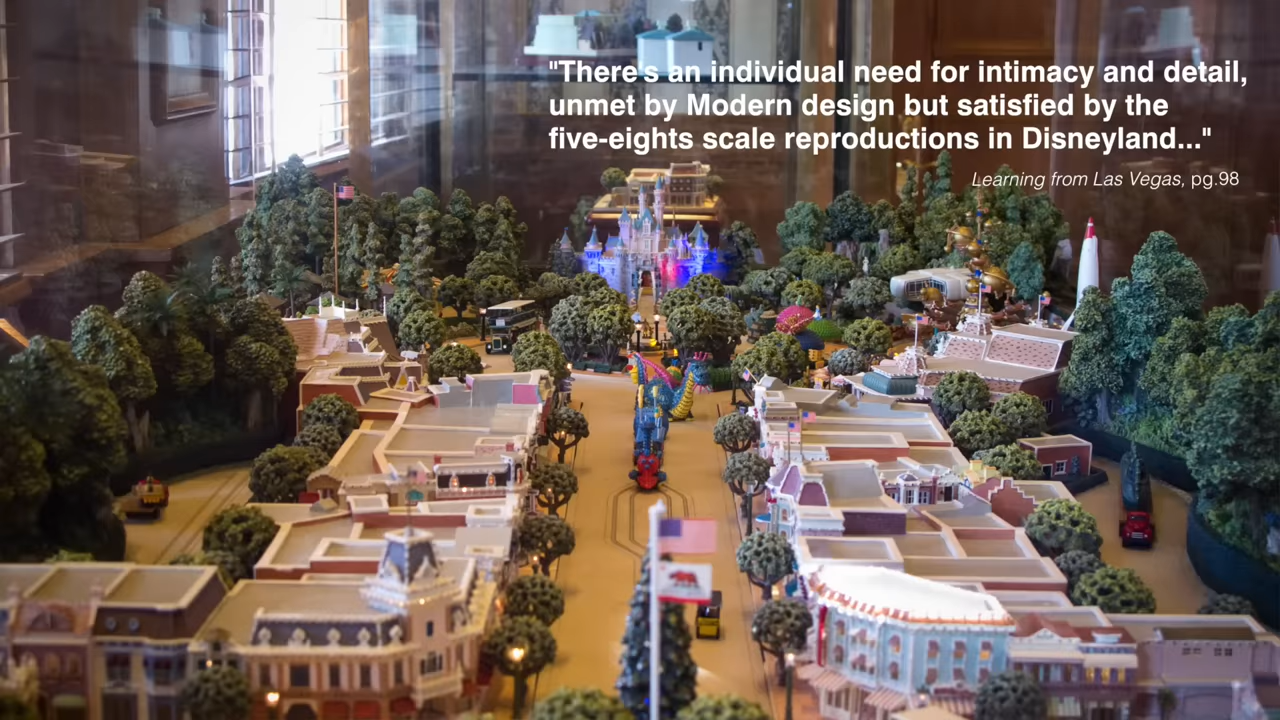 "There's an individual need for intimacy and detail,
unmet by Modern design but satisfied by the
five-eights scale reproductions in Disneyland..."
Learning from Las Vegas, pg.98